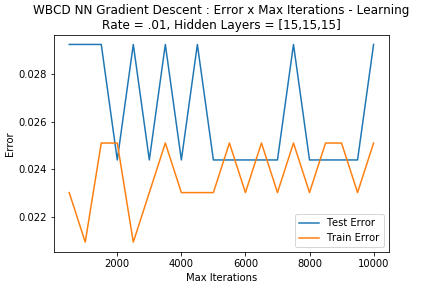 WBCD NN Gradient Descent : Error x Max Iterations - Learning
Rate = .01, Hidden Layers = [15,15,15]
0.028
0.026
0.024
0.022
Error
Test Error
Train Error
2000 4000 6000 8000 10000
Max Iterations